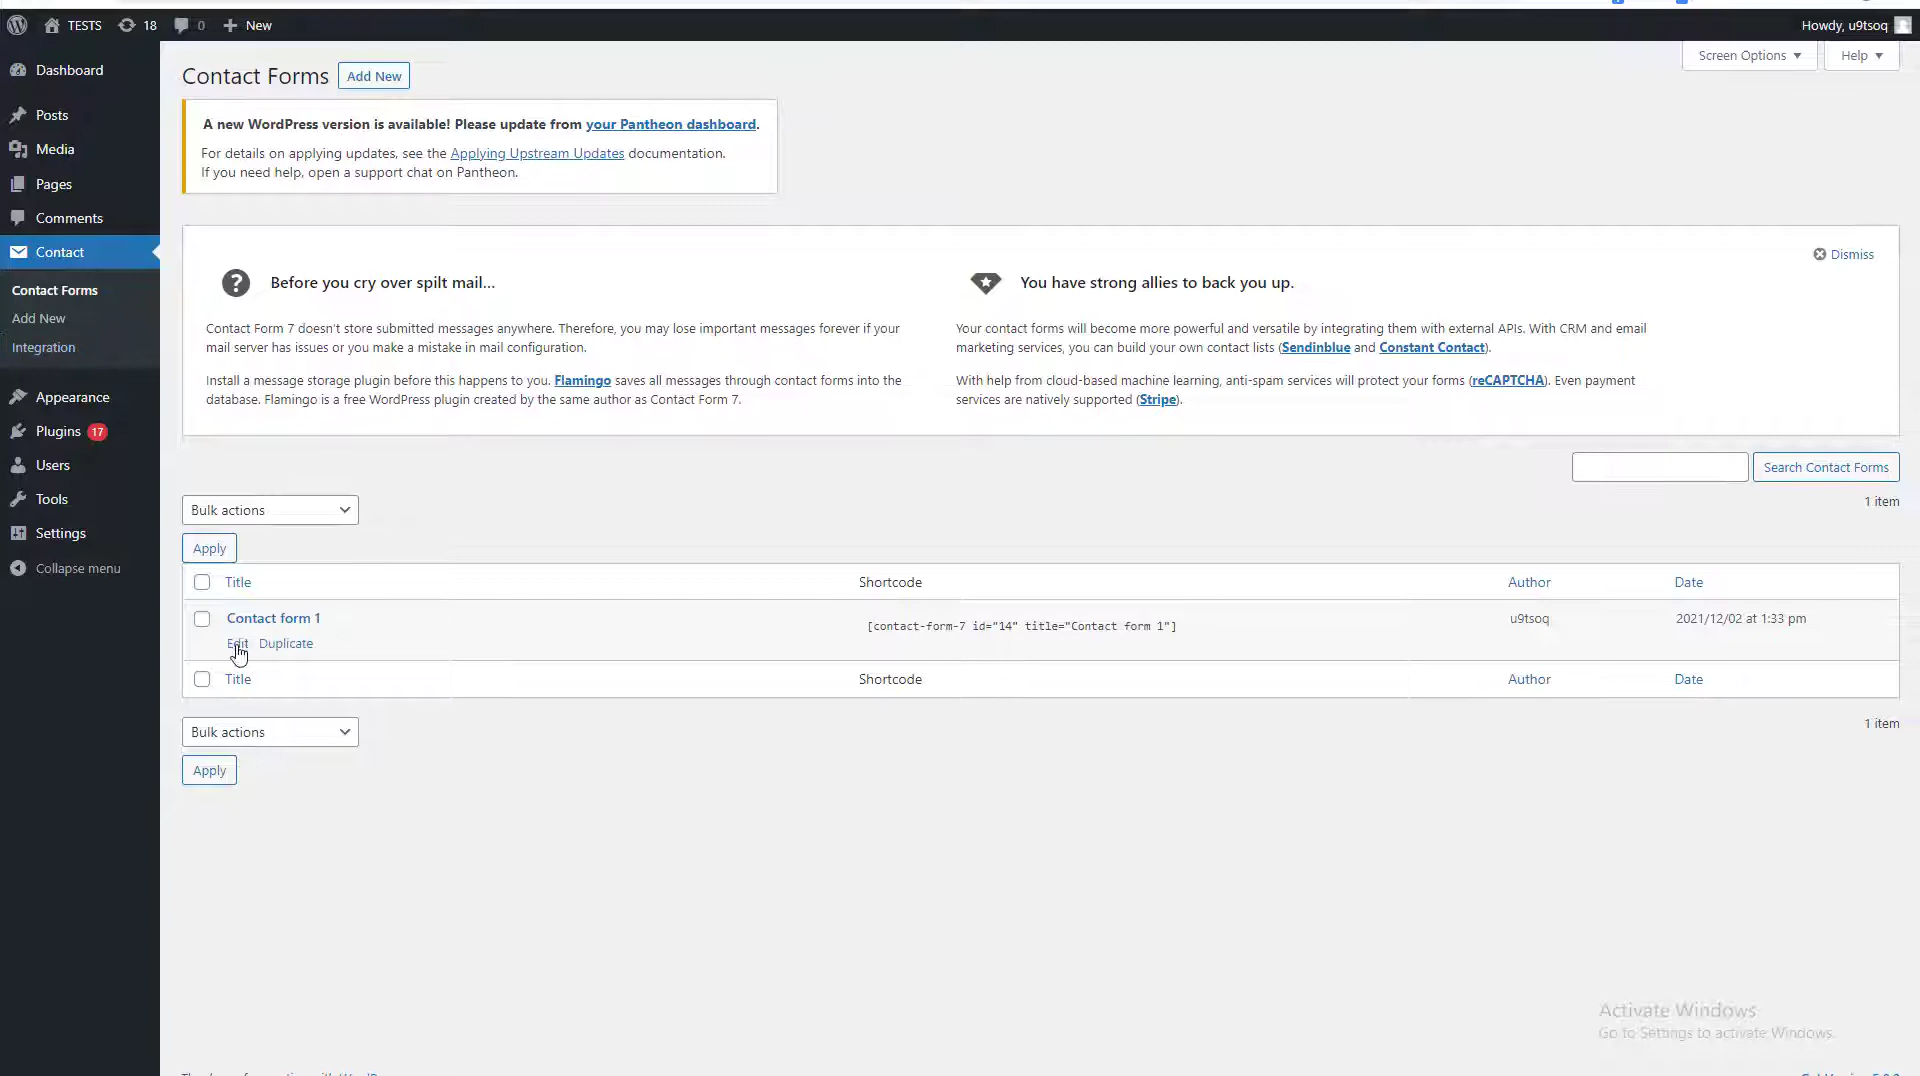 TESTS 18 0 New Howdy, u9tsoq
Screen Options Help
Dashboard
Posts
Media
Pages
Comments
Contact
Contact Forms
Add New
Integration
Appearance
Plugins 17
Users
Tools
Settings
Collapse menu
Contact Forms Add New
A new WordPress version is available! Please update from your Pantheon dashboard.
For details on applying updates, see the Applying Upstream Updates documentation.
If you need help, open a support chat on Pantheon.
Dismiss
Before you cry over spilt mail...
Contact Form 7 doesn't store submitted messages anywhere. Therefore, you may lose important messages forever if your
mail server has issues or you make a mistake in mail configuration.
Install a message storage plugin before this happens to you. Flamingo saves all messages through contact forms into the
database. Flamingo is a free WordPress plugin created by the same author as Contact Form 7.
You have strong allies to back you up.
Your contact forms will become more powerful and versatile by integrating them with external APIs. With CRM and email
marketing services, you can build your own contact lists (Sendinblue and Constant Contact).
With help from cloud-based machine learning, anti-spam services will protect your forms (reCAPTCHA). Even payment
services are natively supported (Stripe).
Search Contact Forms
1 item
Bulk actions
Apply
Title Shortcode Author Date
Contact form 1 [contact-form-7 id="14" title="Contact form 1"] u9tsoq 2021/12/02 at 1:33 pm
Edit Duplicate
Title Shortcode Author Date
Bulk actions
1 item
Apply
Activate Windows
Go to Settings to activate Windows.